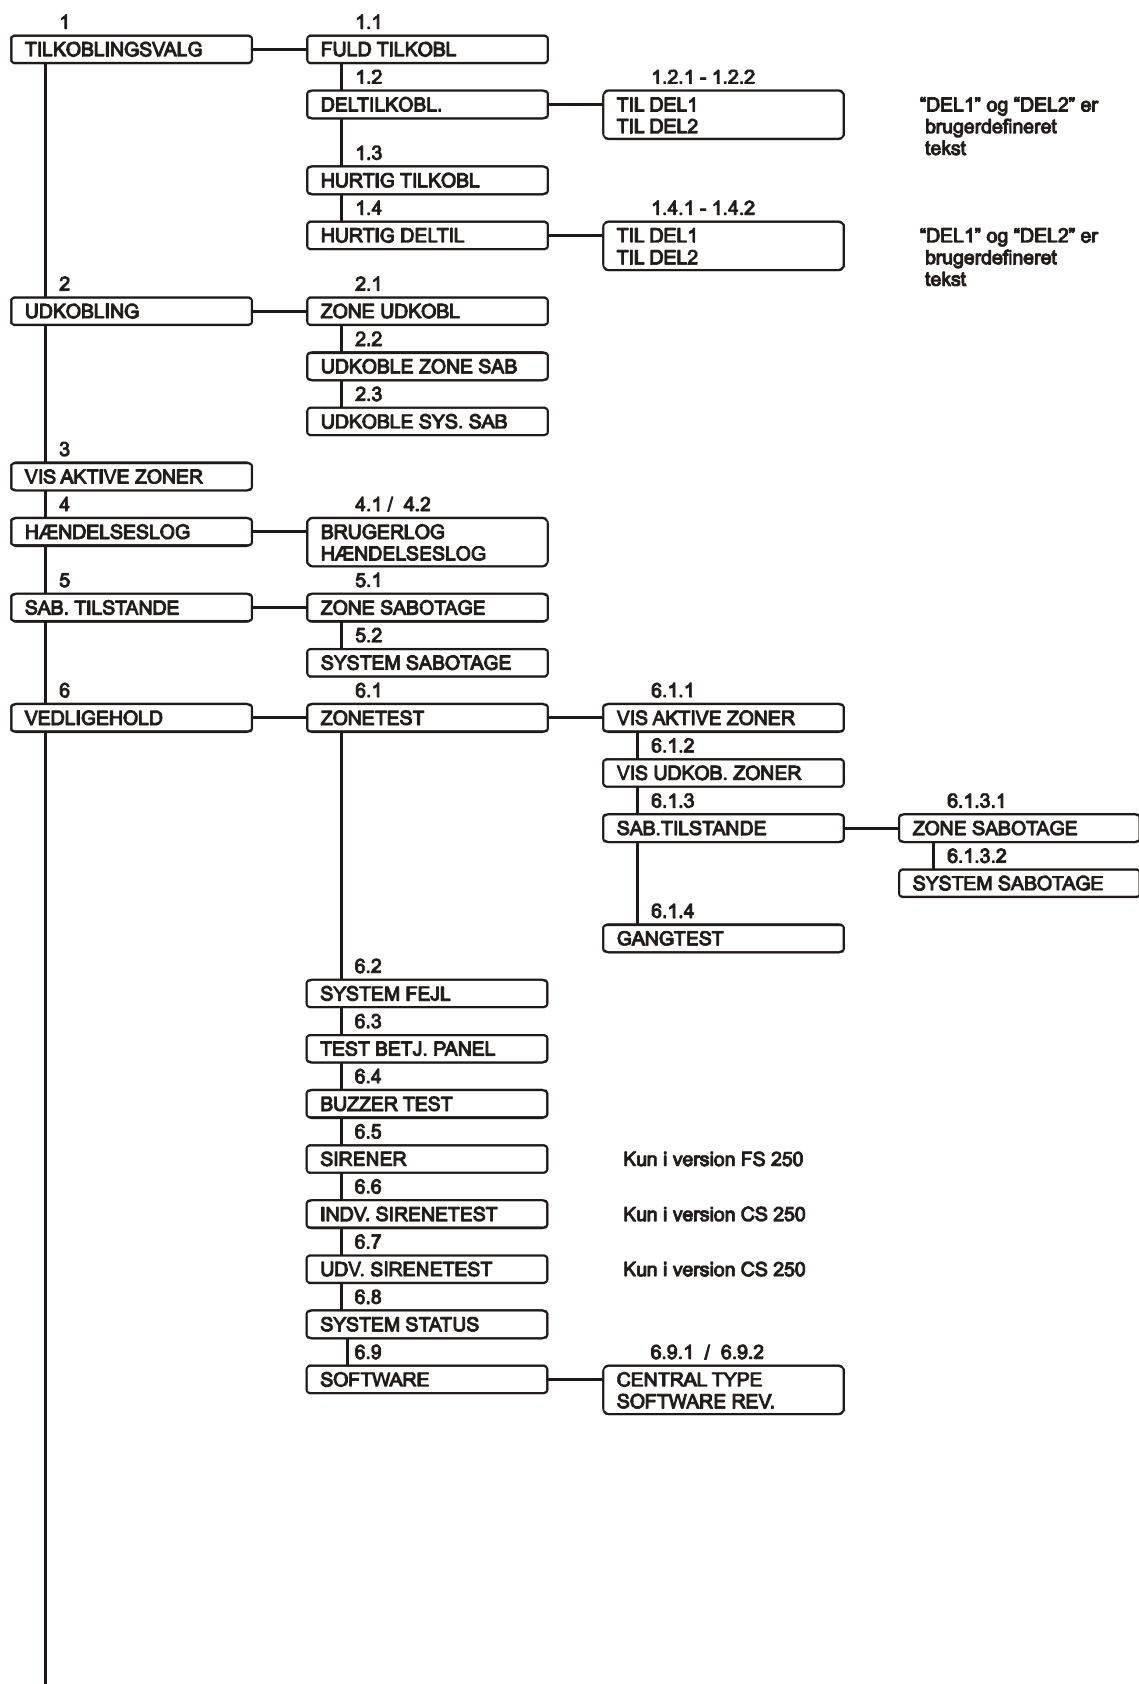 1 1.1
TILKOBLINGSVALG FULD TILKOBL
1.2 1.2.1 - 1.2.2
DELTILKOBL. TIL DEL1 "DEL1" og "DEL2" er
TIL DEL2 brugerdefineret
tekst
1.3
HURTIG TILKOBL
1.4 1.4.1 - 1.4.2
HURTIG DELTIL TIL DEL1 "DEL1" og "DEL2" er
TIL DEL2 brugerdefineret
tekst
2 2.1
UDKOBLING ZONE UDKOBL
2.2
UDKOBLE ZONE SAB
2.3
UDKOBLE SYS. SAB
3
VIS AKTIVE ZONER
4 4.1 / 4.2
HÆNDELSESLOG BRUGERLOG
HÆNDELSESLOG
5 5.1
SAB. TILSTANDE ZONE SABOTAGE
5.2
SYSTEM SABOTAGE
6 6.1 6.1.1
VEDLIGEHOLD ZONETEST VIS AKTIVE ZONER
6.1.2
VIS UDKOB. ZONER
6.1.3 6.1.3.1
SAB.TILSTANDE ZONE SABOTAGE
6.1.3.2
SYSTEM SABOTAGE
6.1.4
GANGTEST
6.2
SYSTEM FEJL
6.3
TEST BETJ. PANEL
6.4
BUZZER TEST
6.5
SIRENER Kun i version FS 250
6.6
INDV. SIRENETEST Kun i version CS 250
6.7
UDV. SIRENETEST Kun i version CS 250
6.8
SYSTEM STATUS
6.9 6.9.1 / 6.9.2
SOFTWARE CENTRAL TYPE
SOFTWARE REV.